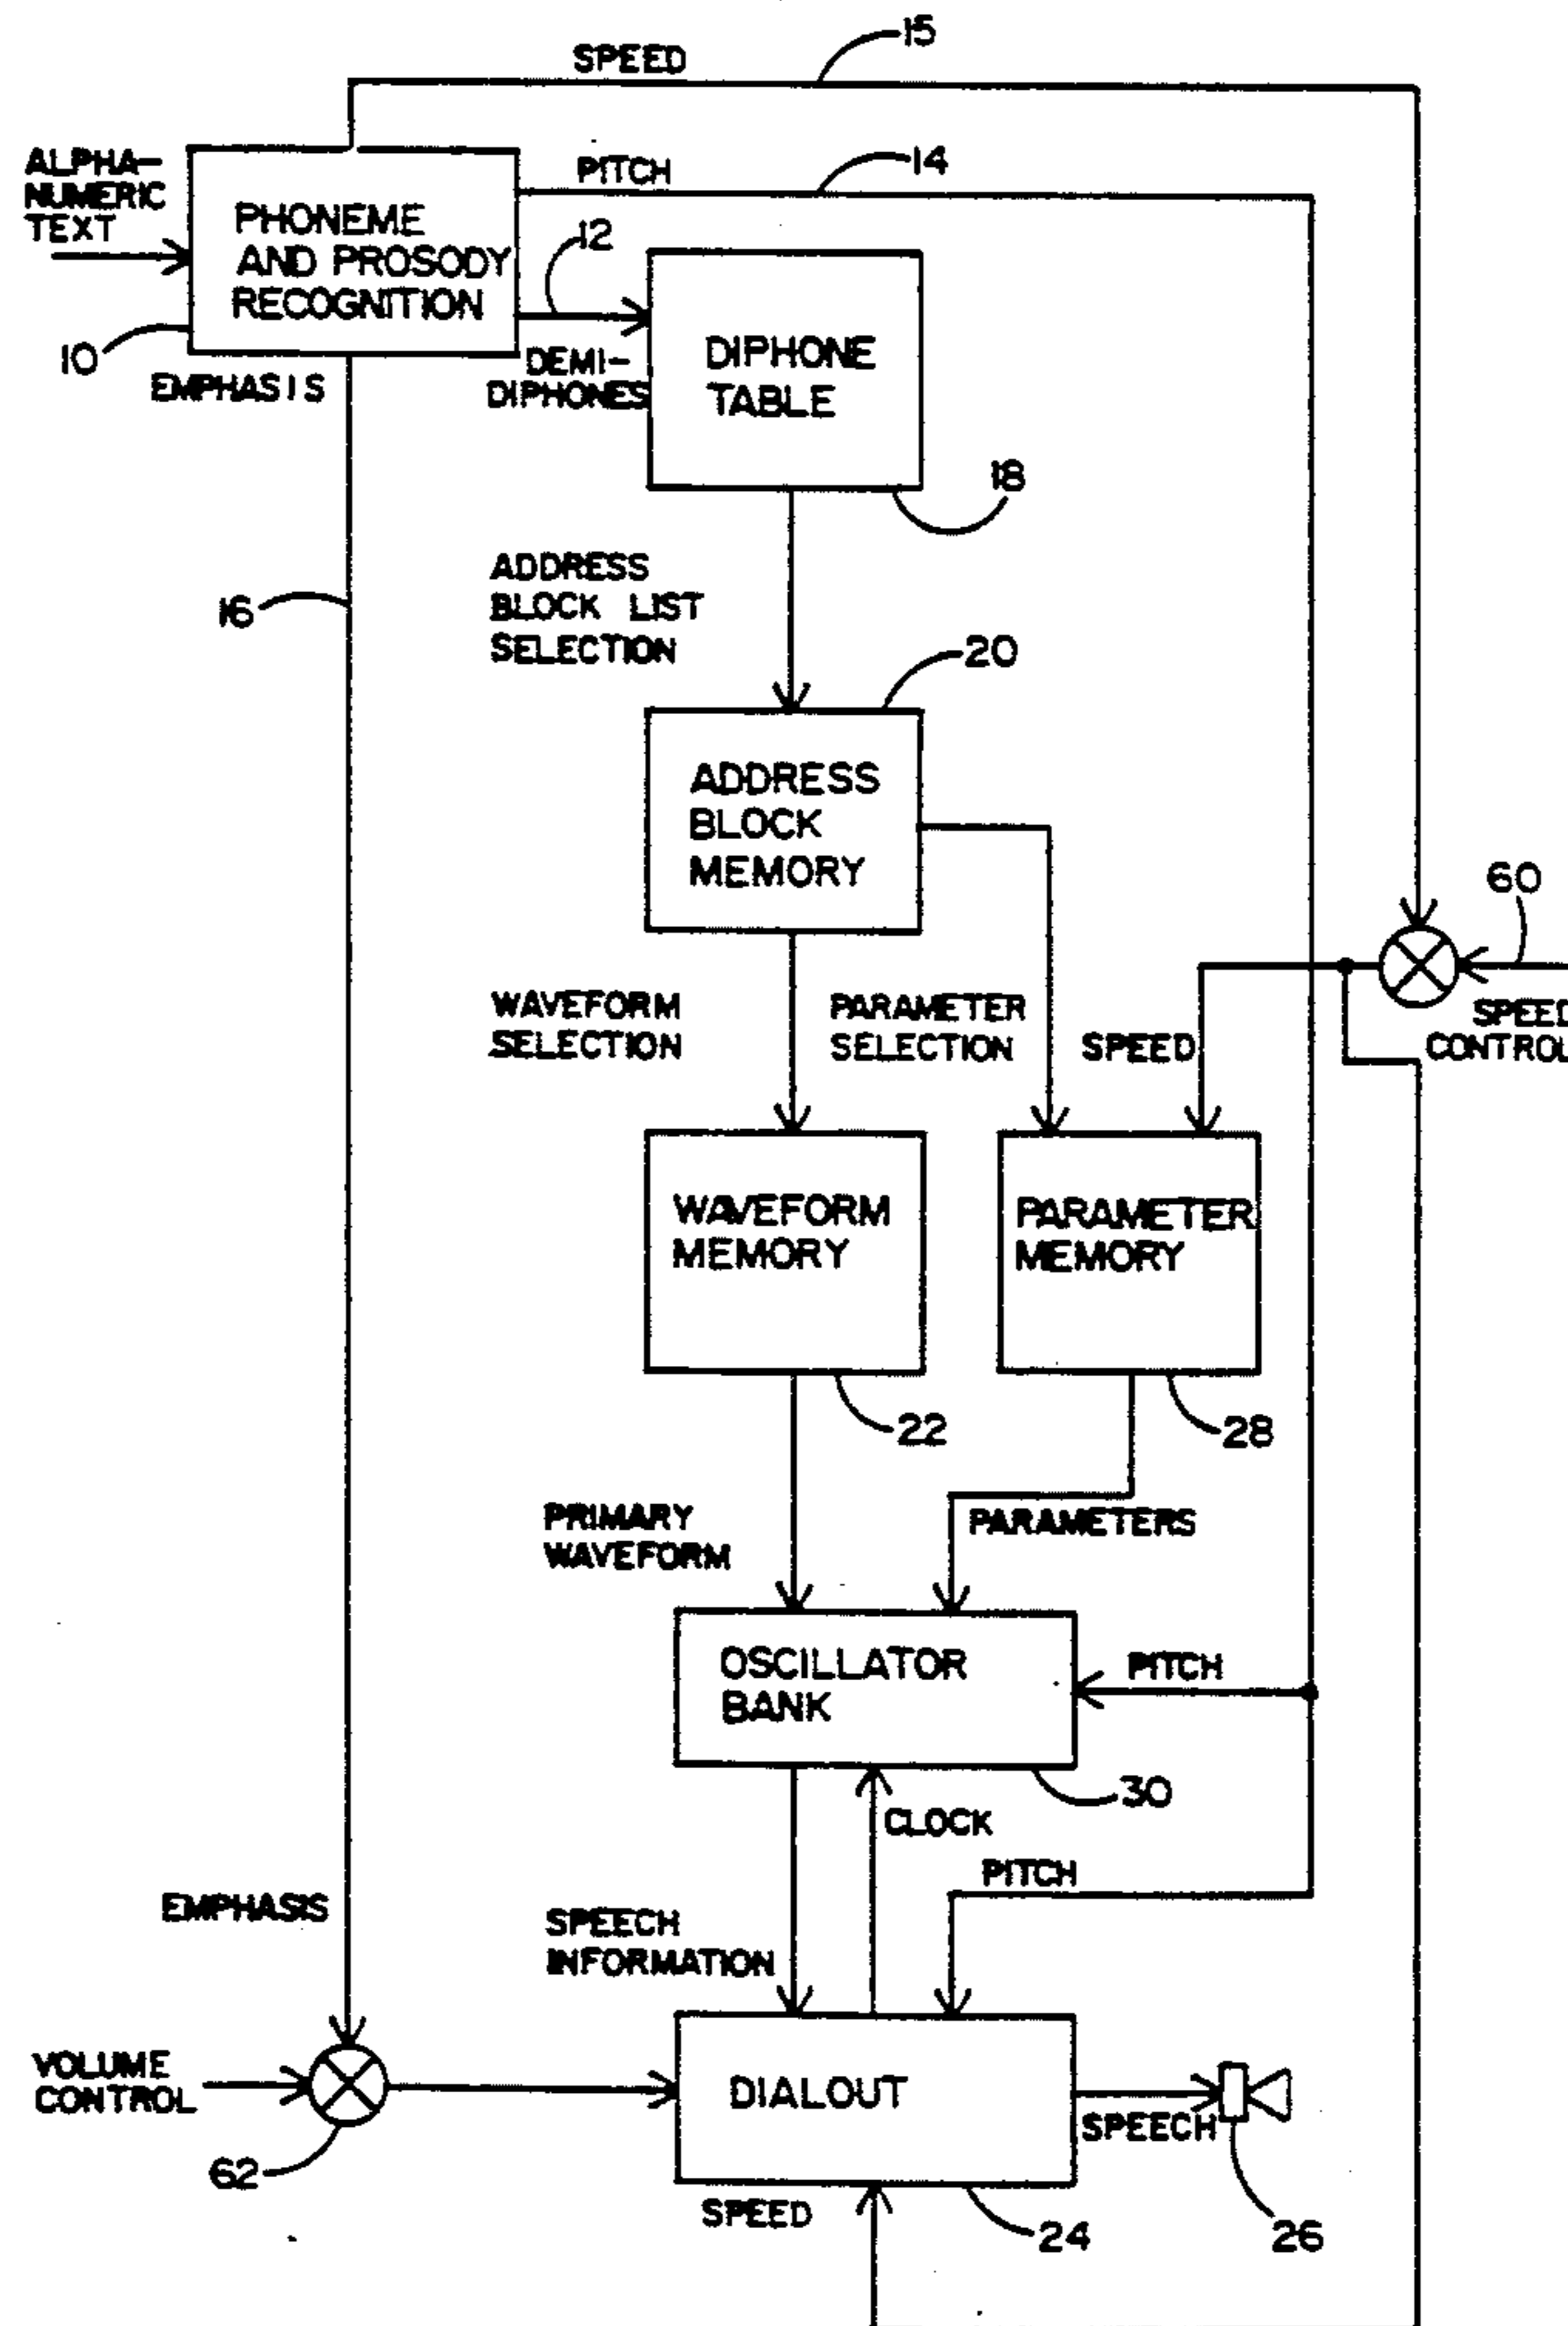 SPEED
15
ALPHA-
NUMERIC
TEXT
PITCH
14
PHONEME
AND PROSODY
RECOGNITION
12
10
EMPHASIS
DEMI-
DIPHONES
DIPHONE
TABLE
18
16
ADDRESS
BLOCK LIST
SELECTION
20
ADDRESS
BLOCK
MEMORY
60
WAVEFORM
SELECTION
PARAMETER
SELECTION
SPEED
SPEED
CONTROL
WAVEFORM
MEMORY
PARAMETER
MEMORY
22
28
PRIMARY
WAVEFORM
PARAMETERS
OSCILLATOR
BANK
PITCH
30
CLOCK
PITCH
EMPHASIS
SPEECH
INFORMATION
VOLUME
CONTROL
DIALOUT
SPEECH
62
SPEED
24
26